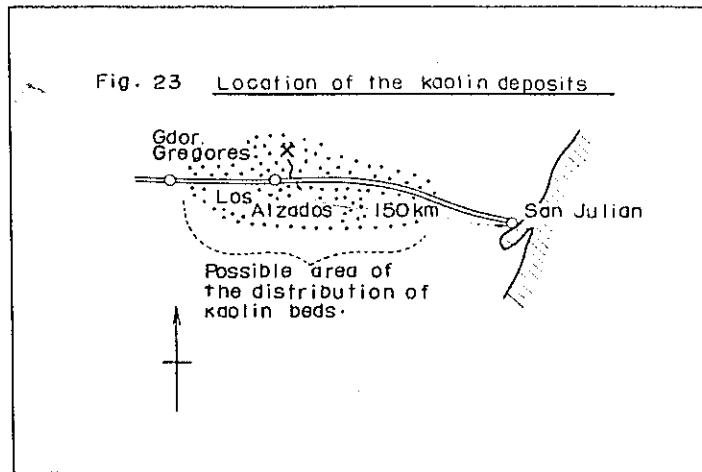 Fig. 23 Location of the kaolin deposits
Gdor.
Gregores
Los
Alzados 150 km
San Julian
Possible area of
the distribution of
kaolin beds.